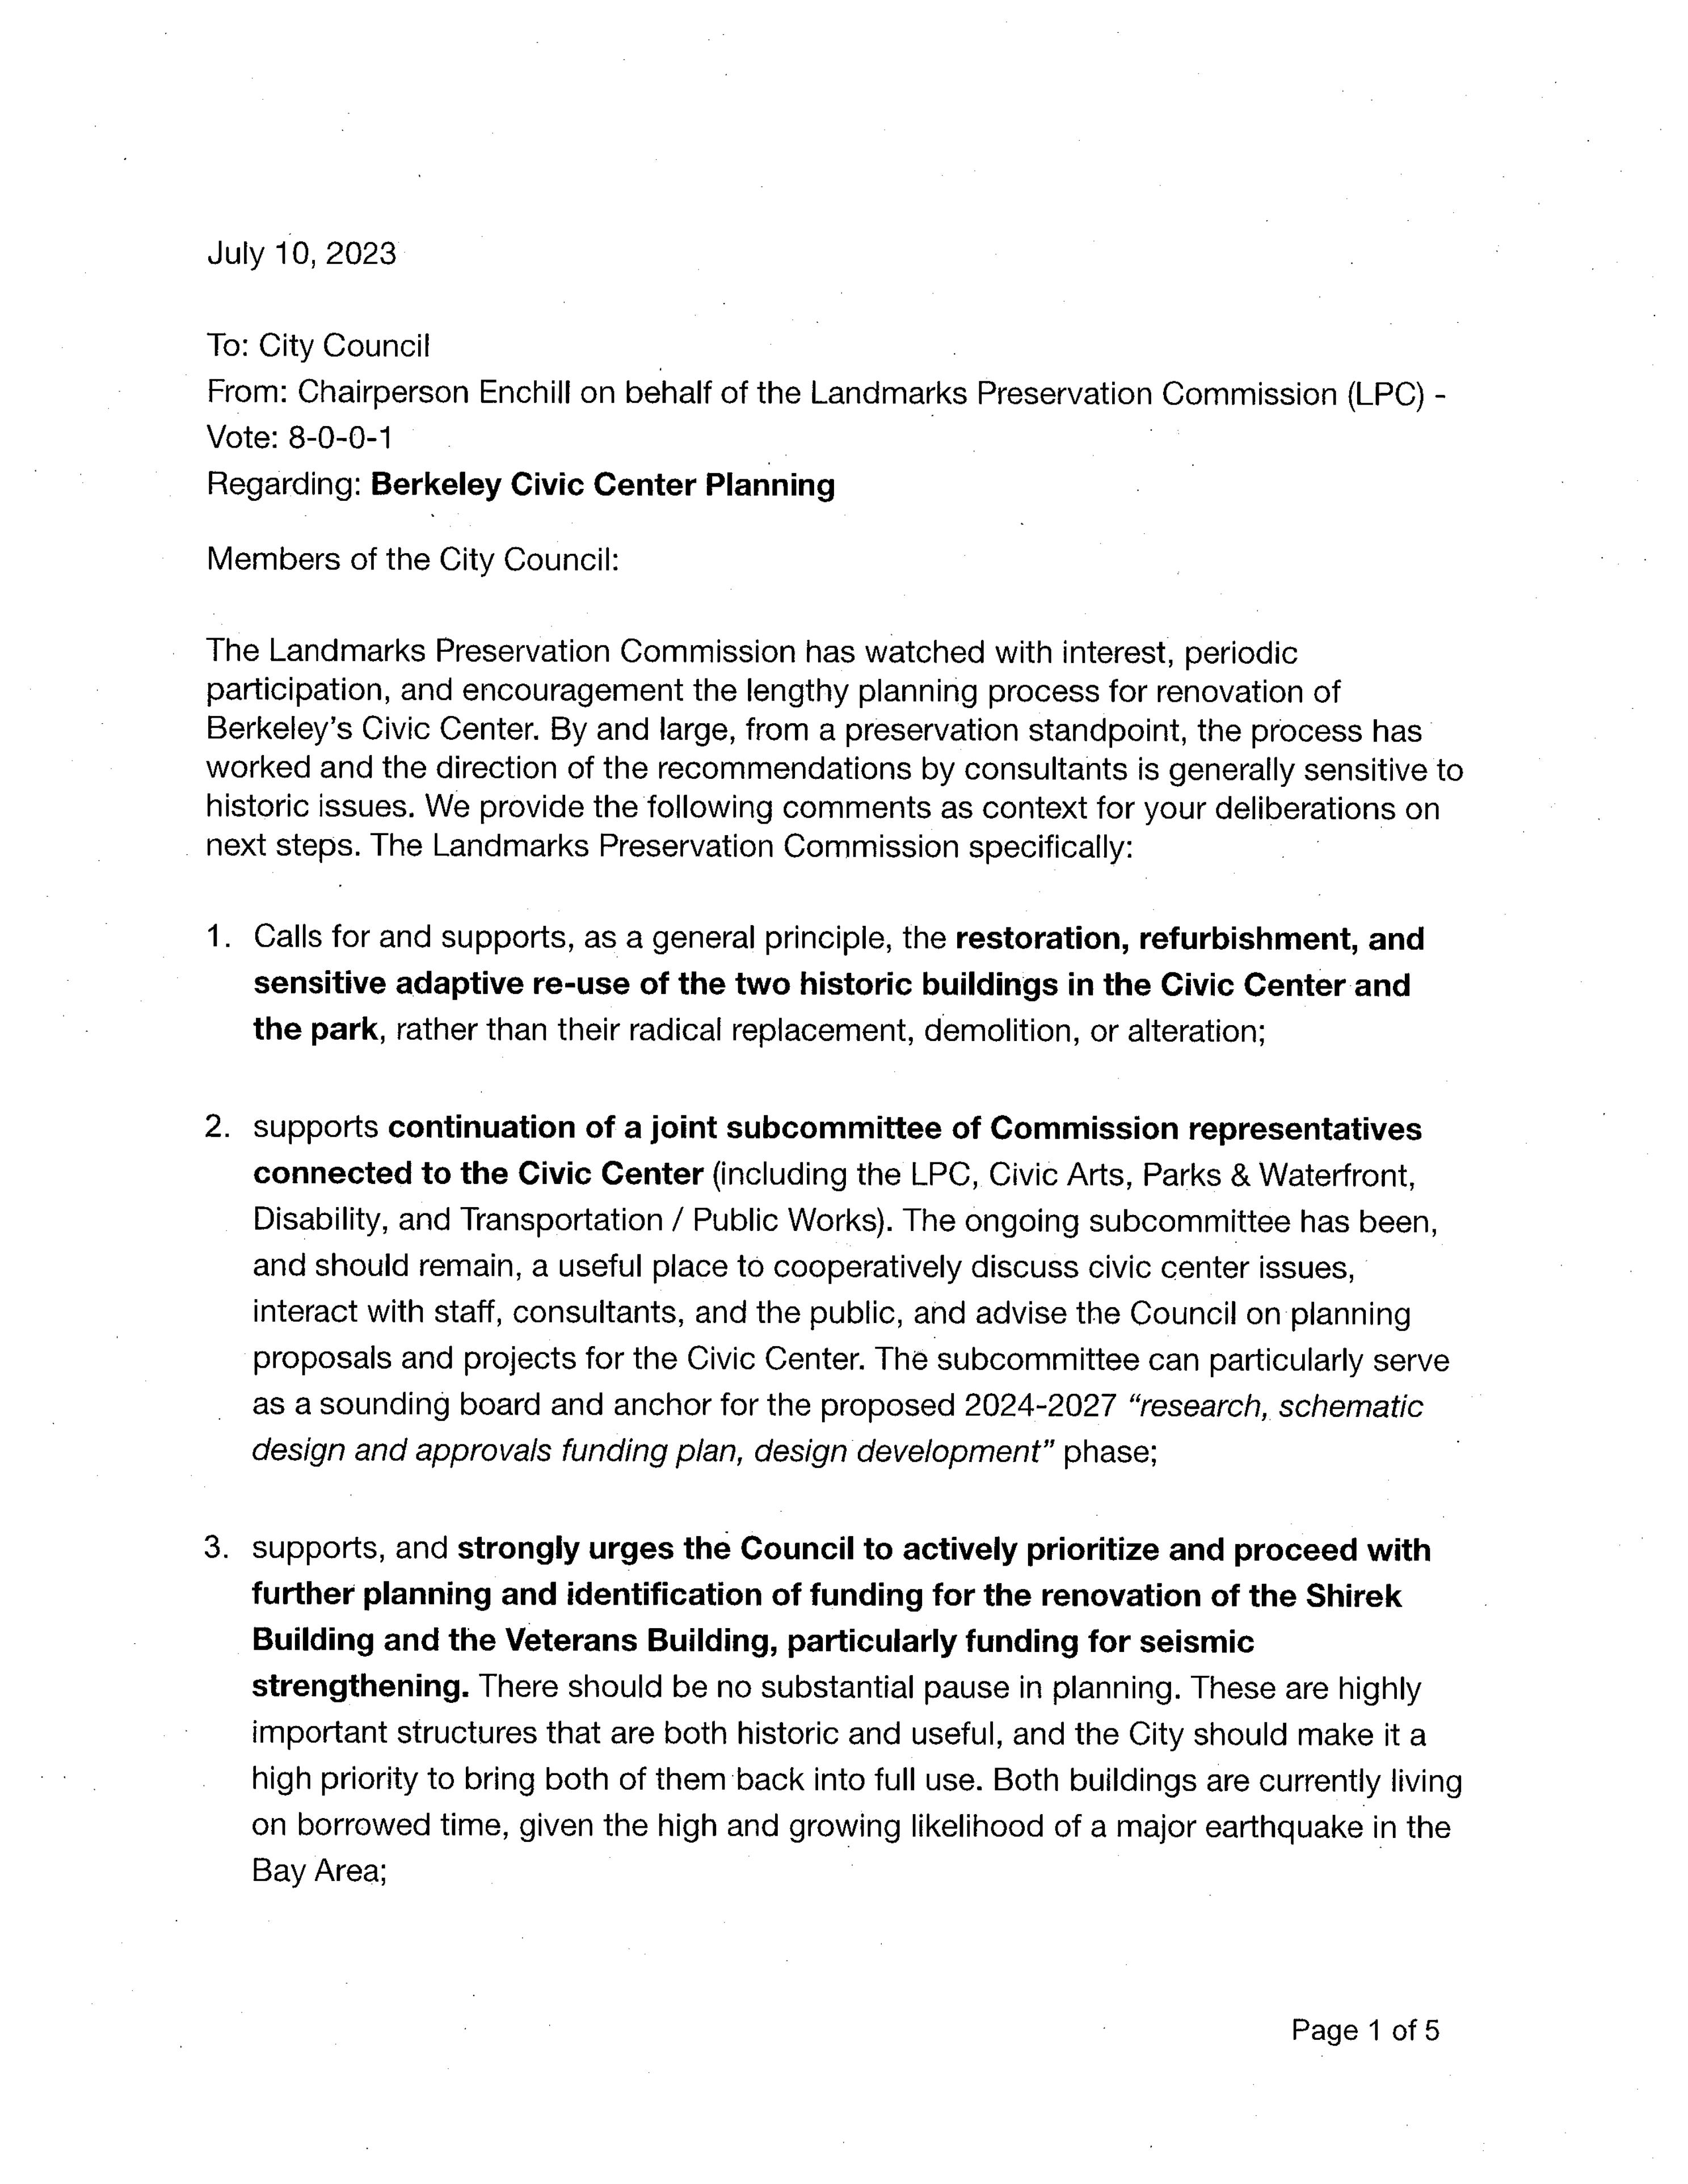 July 10, 2023
To: City Council
From: Chairperson Enchill on behalf of the Landmarks Preservation Commission (LPC) -
Vote: 8-0-0-1
Regarding: Berkeley Civic Center Planning
Members of the City Council:
The Landmarks Preservation Commission has watched with interest, periodic
participation, and encouragement the lengthy planning process for renovation of
Berkeley's Civic Center. By and large, from a preservation standpoint, the process has
worked and the direction of the recommendations by consultants is generally sensitive to
historic issues. We provide the following comments as context for your deliberations on
next steps. The Landmarks Preservation Commission specifically:
1. Calls for and supports, as a general principle, the restoration, refurbishment, and
sensitive adaptive re-use of the two historic buildings in the Civic Center and
the park, rather than their radical replacement, demolition, or alteration;
2. supports continuation of a joint subcommittee of Commission representatives
connected to the Civic Center (including the LPC, Civic Arts, Parks & Waterfront,
Disability, and Transportation / Public Works). The ongoing subcommittee has been,
and should remain, a useful place to cooperatively discuss civic center issues,
interact with staff, consultants, and the public, and advise the Council on planning
proposals and projects for the Civic Center. The subcommittee can particularly serve
as a sounding board and anchor for the proposed 2024-2027 “research, schematic
design and approvals funding plan, design development” phase;
3. supports, and strongly urges the Council to actively prioritize and proceed with
further planning and identification of funding for the renovation of the Shirek
Building and the Veterans Building, particularly funding for seismic
strengthening. There should be no substantial pause in planning. These are highly
important structures that are both historic and useful, and the City should make it a
high priority to bring both of them back into full use. Both buildings are currently living
on borrowed time, given the high and growing likelihood of a major earthquake in the
Bay Area;
Page 1 of 5